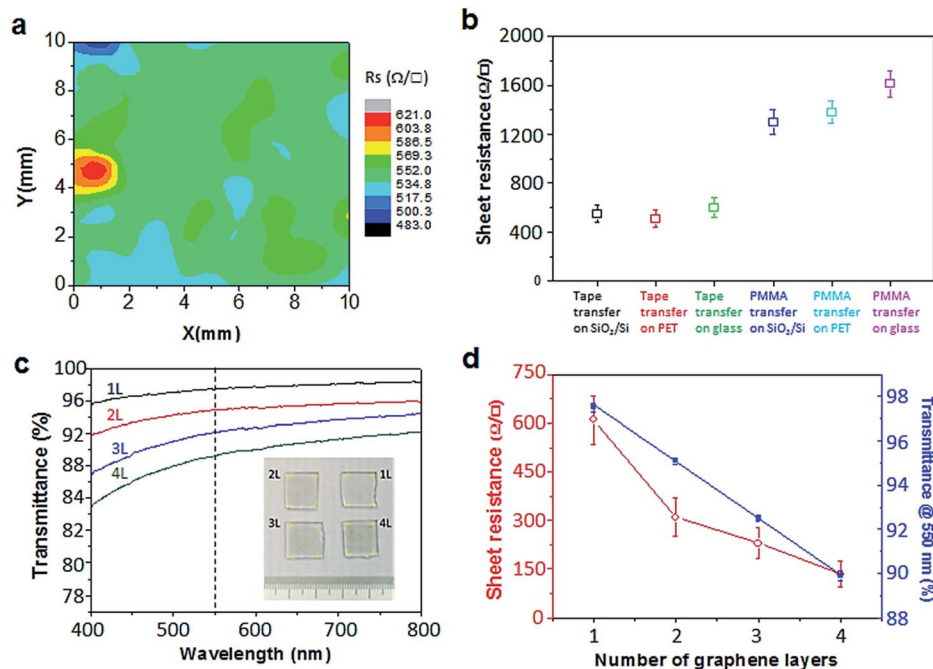 a
10
8
6
4
2
0
Y(mm)
0 2 4 6 8 10
X(mm)
Rs (Ω/□)
621.0
603.8
586.5
569.3
552.0
534.8
517.5
500.3
483.0
b
2000
1600
1200
800
400
0
Sheet resistance (Ω/□)
Tape transfer on SiO₂/Si
Tape transfer on PET
Tape transfer on glass
PMMA transfer on SiO₂/Si
PMMA transfer on PET
PMMA transfer on glass
c
100
96
92
88
84
80
78
Transmittance (%)
1L
2L
3L
4L
2L 1L
3L 4L
400 500 600 700 800
Wavelength (nm)
d
750
600
450
300
150
0
Sheet resistance (Ω/□)
98
96
94
92
90
88
Transmittance @ 550 nm (%)
1 2 3 4
Number of graphene layers